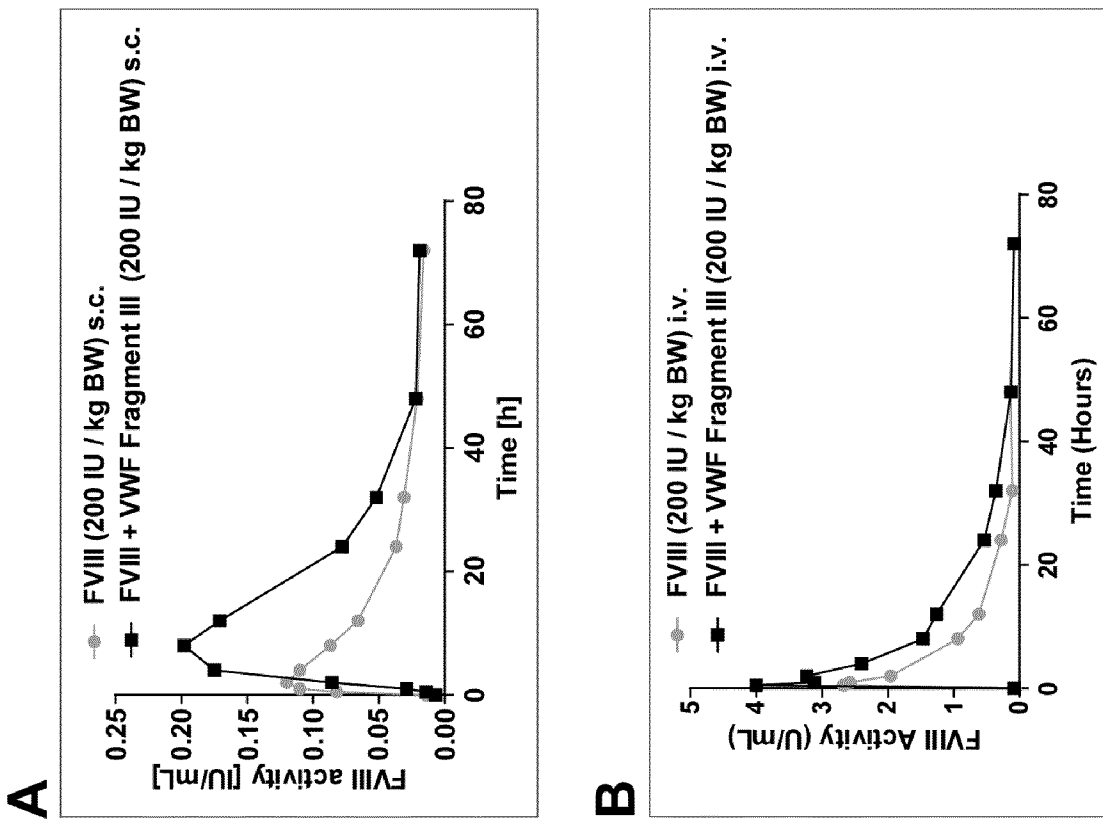 A
FVIII (200 IU / kg BW) s.c.
FVIII + VWF Fragment III (200 IU / kg BW) s.c.
FVIII activity [IU/mL]
0.25
0.20
0.15
0.10
0.05
0.00
0
20
40
60
80
Time [h]
B
FVIII (200 IU / kg BW) i.v.
FVIII + VWF Fragment III (200 IU / kg BW) i.v.
FVIII Activity (U/mL)
5
4
3
2
1
0
0
20
40
60
80
Time (Hours)